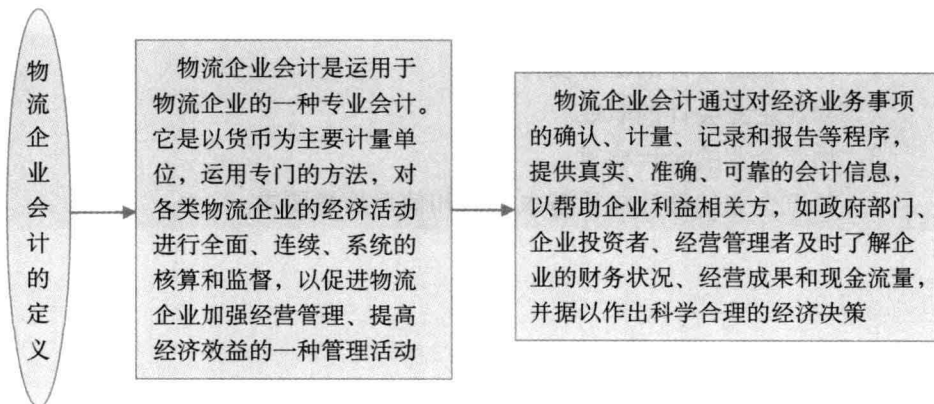 物流企业会计的定义
物流企业会计是运用于
物流企业的一种专业会计。
它是以货币为主要计量单
位，运用专门的方法，对
各类物流企业的经济活动
进行全面、连续、系统的
核算和监督，以促进物流
企业加强经营管理、提高
经济效益的一种管理活动
物流企业会计通过对经济业务事项
的确认、计量、记录和报告等程序，
提供真实、准确、可靠的会计信息，
以帮助企业利益相关方，如政府部门、
企业投资者、经营管理者及时了解企
业的财务状况、经营成果和现金流量，
并据以作出科学合理的经济决策